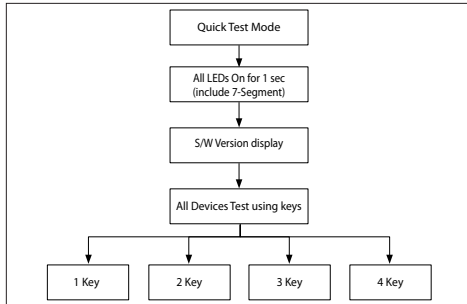 Quick Test Mode
All LEDs On for 1 sec
(include 7-Segment)
S/W Version display
All Devices Test using keys
1 Key
2 Key
3 Key
4 Key